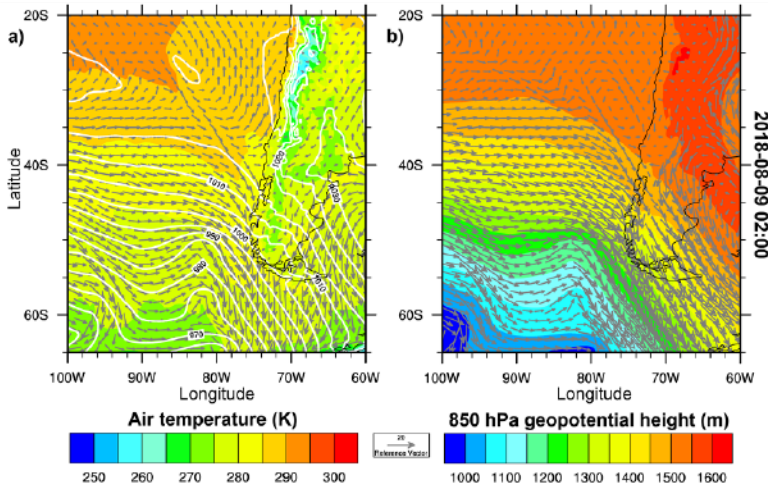 a)
20S
40S
60S
Latitude
1010
1000
990
980
970
1020
1010
100W 90W 80W 70W 60W
Longitude
b)
20S
40S
60S
100W 90W 80W 70W 60W
Longitude
2018-08-09 02:00
Air temperature (K)
250 260 270 280 290 300
20
Reference Vector
850 hPa geopotential height (m)
1000 1100 1200 1300 1400 1500 1600